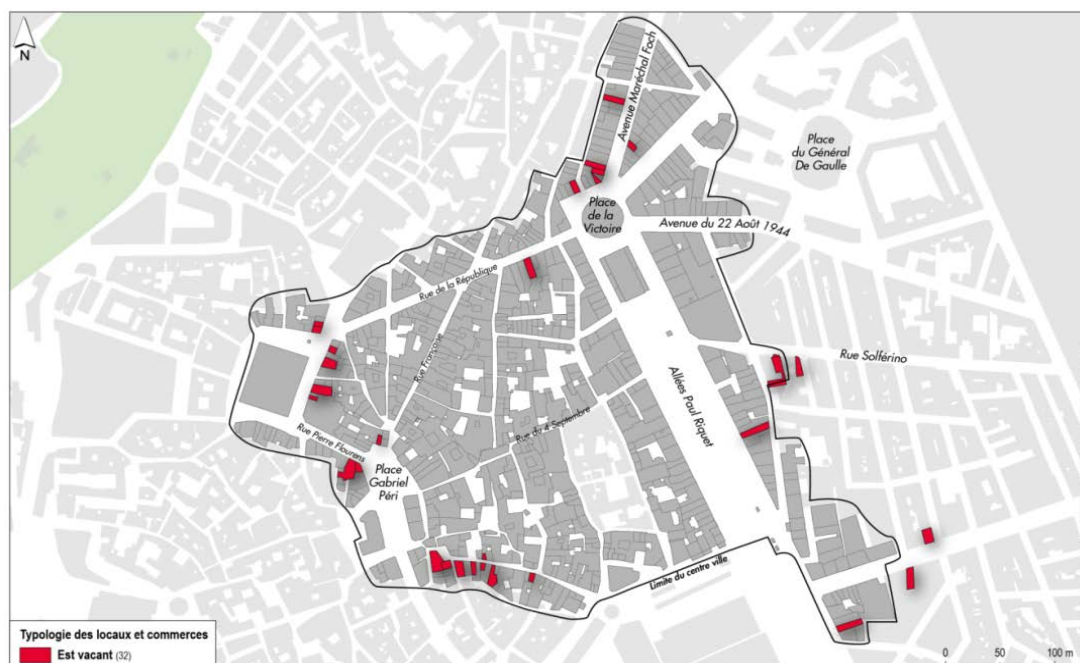 N
Avenue Maréchal Foch
Place
du Général
De Gaulle
Place
de la
Victoire
Avenue du 22 Août 1944
Rue de la République
Rue Française
Rue Solférino
Allées Paul Riquet
Rue du 4 Septembre
Rue Pierre Flourens
Place
Gabriel
Péri
Limite du centre ville
Typologie des locaux et commerces
Est vacant (32)
0 50 100 m